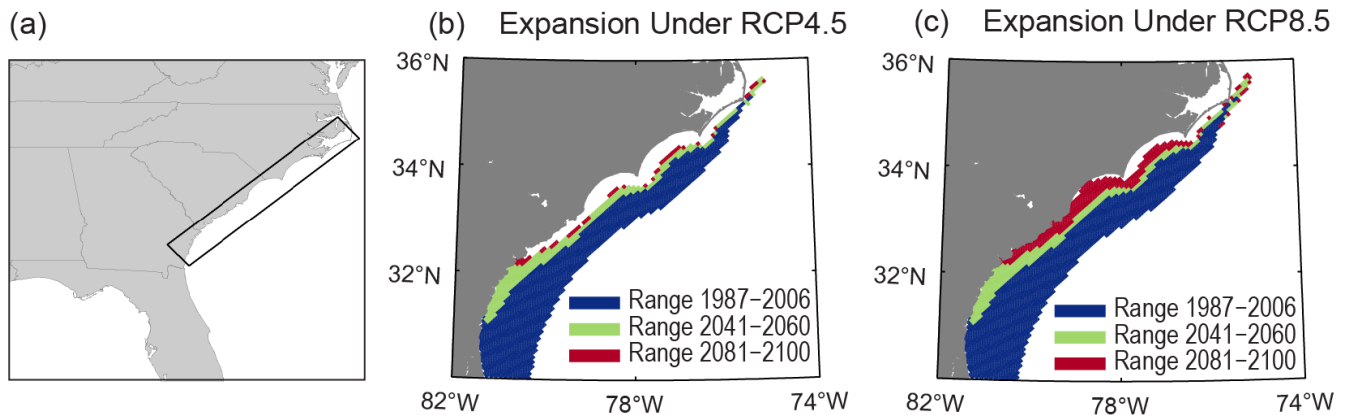 (a)
(b) Expansion Under RCP4.5
(c) Expansion Under RCP8.5
36°N
34°N
32°N
82°W
78°W
74°W
Range 1987−2006
Range 2041−2060
Range 2081−2100
36°N
34°N
32°N
82°W
78°W
74°W
Range 1987−2006
Range 2041−2060
Range 2081−2100